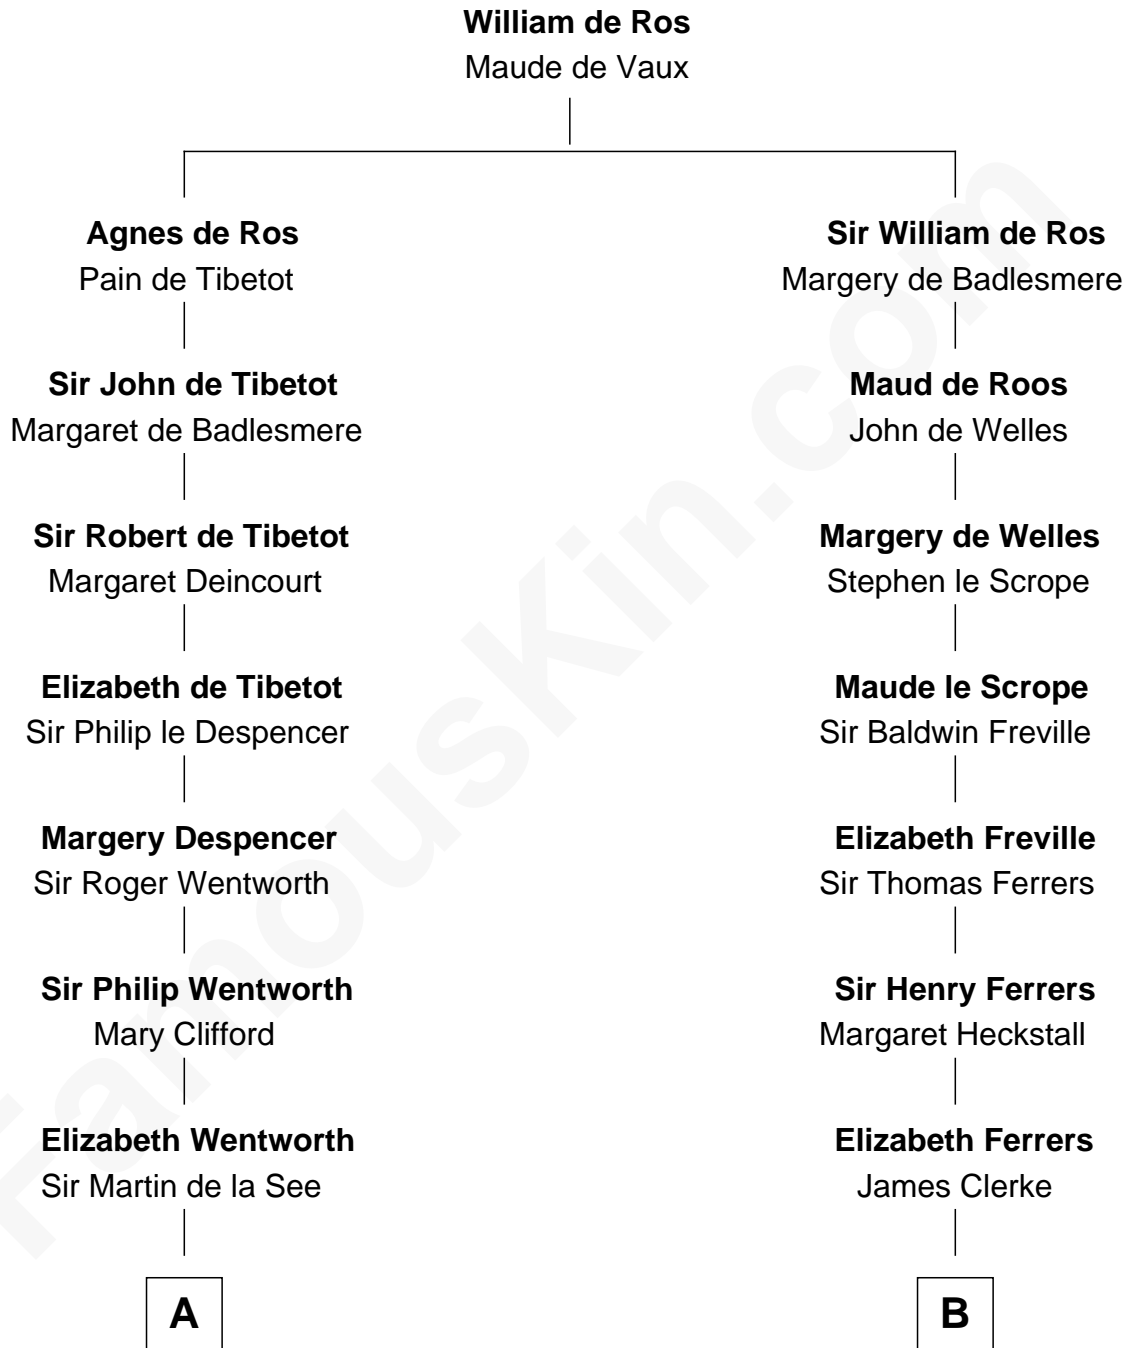 William de Ros
Maude de Vaux
Agnes de Ros
Pain de Tibetot
Sir William de Ros
Margery de Badlesmere
Sir John de Tibetot
Margaret de Badlesmere
Maud de Roos
John de Welles
Sir Robert de Tibetot
Margaret Deincourt
Margery de Welles
Stephen le Scrope
Elizabeth de Tibetot
Sir Philip le Despencer
Maude le Scrope
Sir Baldwin Freville
Margery Despencer
Sir Roger Wentworth
Elizabeth Freville
Sir Thomas Ferrers
Sir Philip Wentworth
Mary Clifford
Sir Henry Ferrers
Margaret Heckstall
Elizabeth Wentworth
Sir Martin de la See
Elizabeth Ferrers
James Clerke
A
B
FamousKin.com